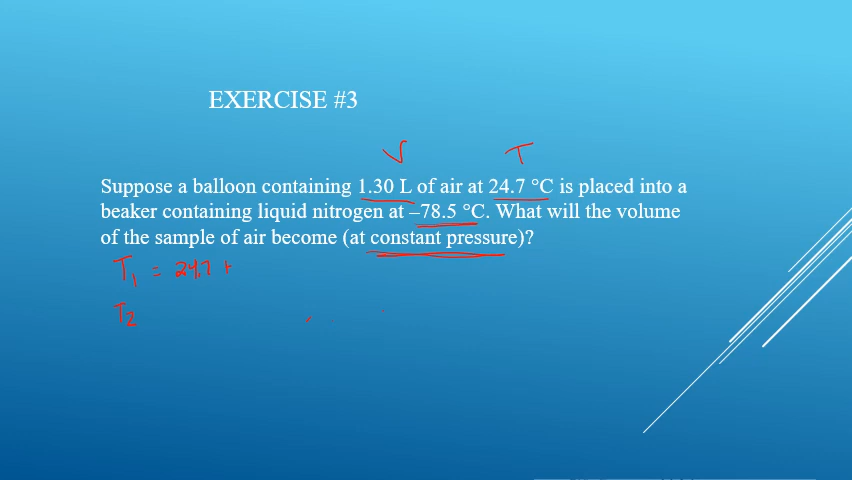 EXERCISE #3
V T
Suppose a balloon containing 1.30 L of air at 24.7 °C is placed into a
beaker containing liquid nitrogen at –78.5 °C. What will the volume
of the sample of air become (at constant pressure)?
T1 = 24.7 +
T2